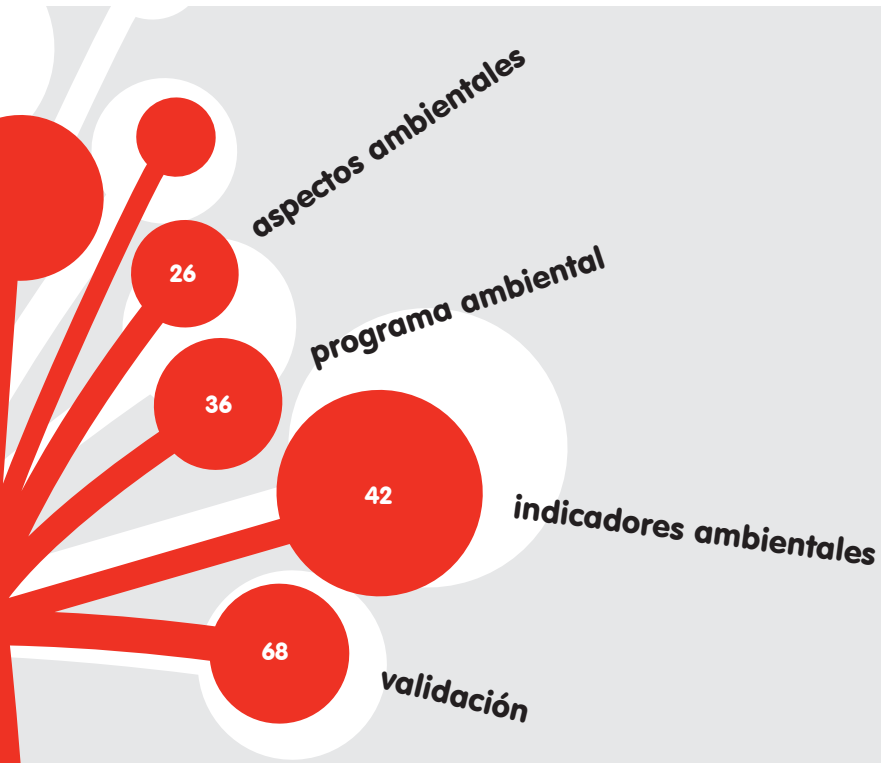 aspectos ambientales
26
programa ambiental
36
42
indicadores ambientales
68
validación